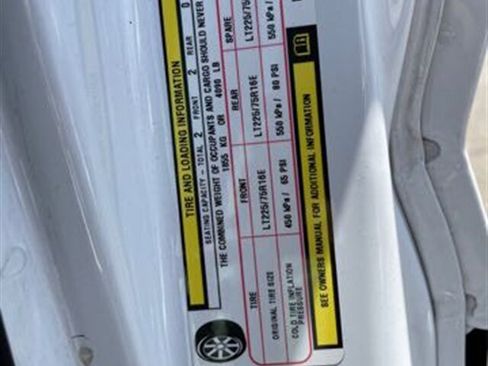 TIRE AND LOADING INFORMATION
SEATING CAPACITY - TOTAL 2 FRONT 2 REAR 0
THE COMBINED WEIGHT OF OCCUPANTS AND CARGO SHOULD NEVER
1855 KG OR 4090 LB
TIRE FRONT REAR SPARE
ORIGINAL TIRE SIZE LT225/75R16E LT225/75R16E LT225/75R16E
COLD TIRE INFLATION PRESSURE 450 kPa / 65 PSI 550 kPa / 80 PSI 550 kPa /
SEE OWNERS MANUAL FOR ADDITIONAL INFORMATION